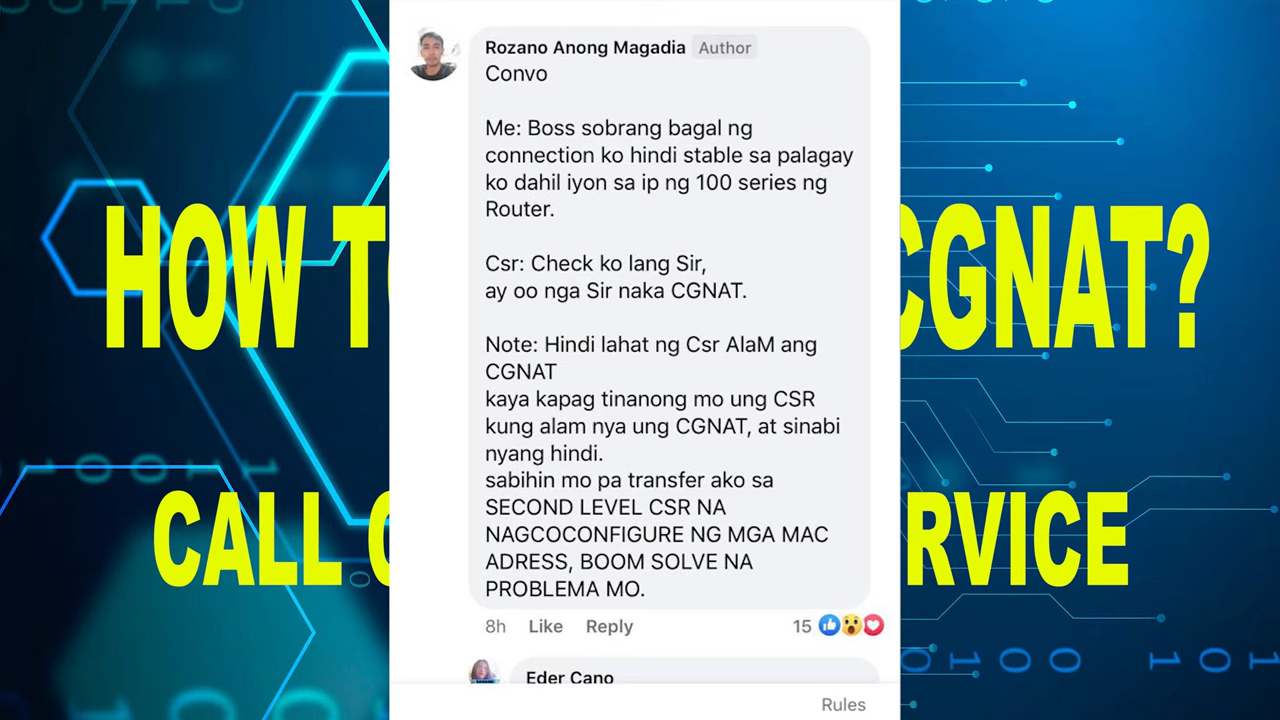 HOW T
CGNAT?
CALL
RVICE
Rozano Anong Magadia Author
Convo
Me: Boss sobrang bagal ng
connection ko hindi stable sa palagay
ko dahil iyon sa ip ng 100 series ng
Router.
Csr: Check ko lang Sir,
ay oo nga Sir naka CGNAT.
Note: Hindi lahat ng Csr AlaM ang
CGNAT
kaya kapag tinanong mo ung CSR
kung alam nya ung CGNAT, at sinabi
nyang hindi.
sabihin mo pa transfer ako sa
SECOND LEVEL CSR NA
NAGCOCONFIGURE NG MGA MAC
ADRESS, BOOM SOLVE NA
PROBLEMA MO.
8h Like Reply 15
Eder Cano
Rules